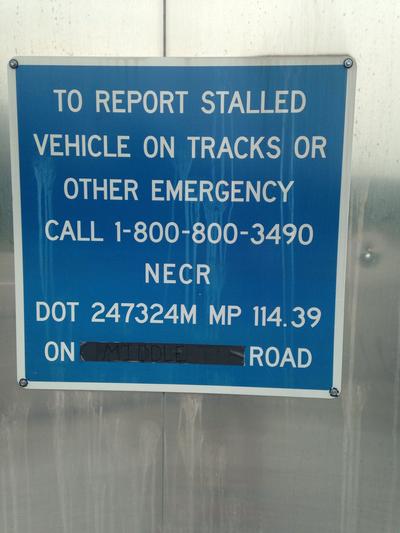 TO REPORT STALLED
VEHICLE ON TRACKS OR
OTHER EMERGENCY
CALL 1-800-800-3490
NECR
DOT 247324M MP 114.39
ON MIDDLE ROAD